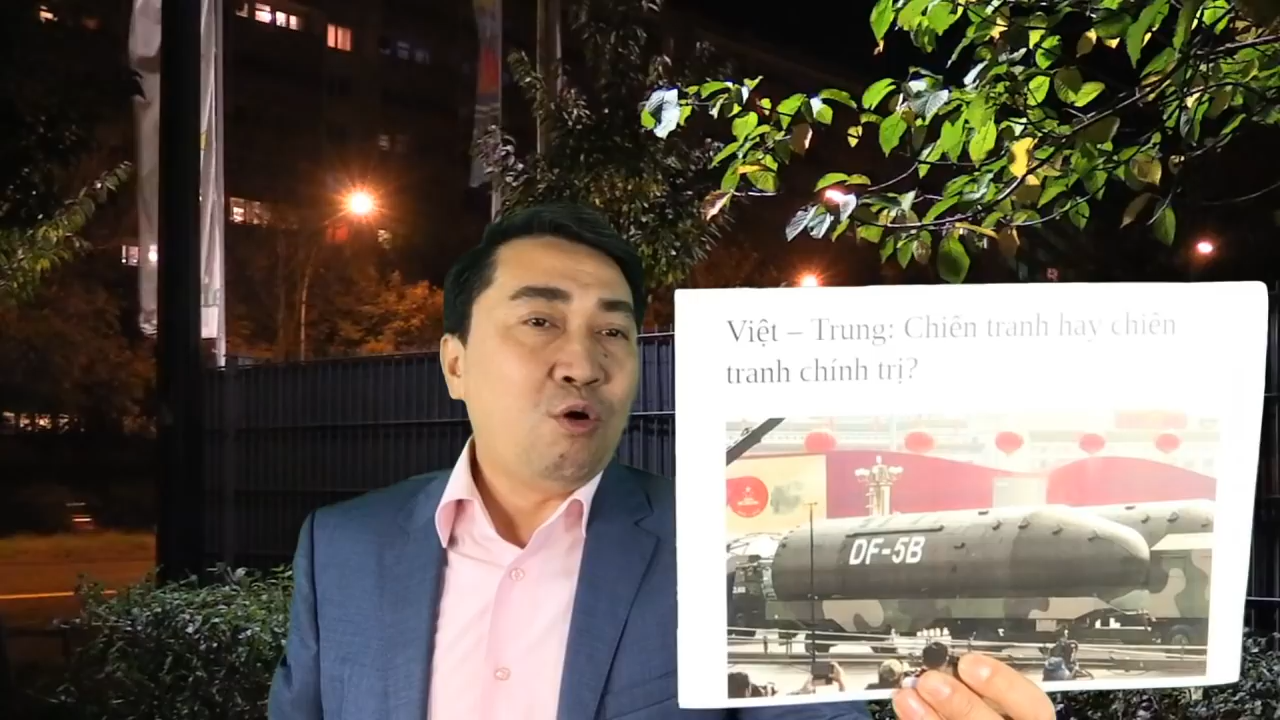 Việt – Trung: Chiến tranh hay chiến
tranh chính trị?
DF-5B